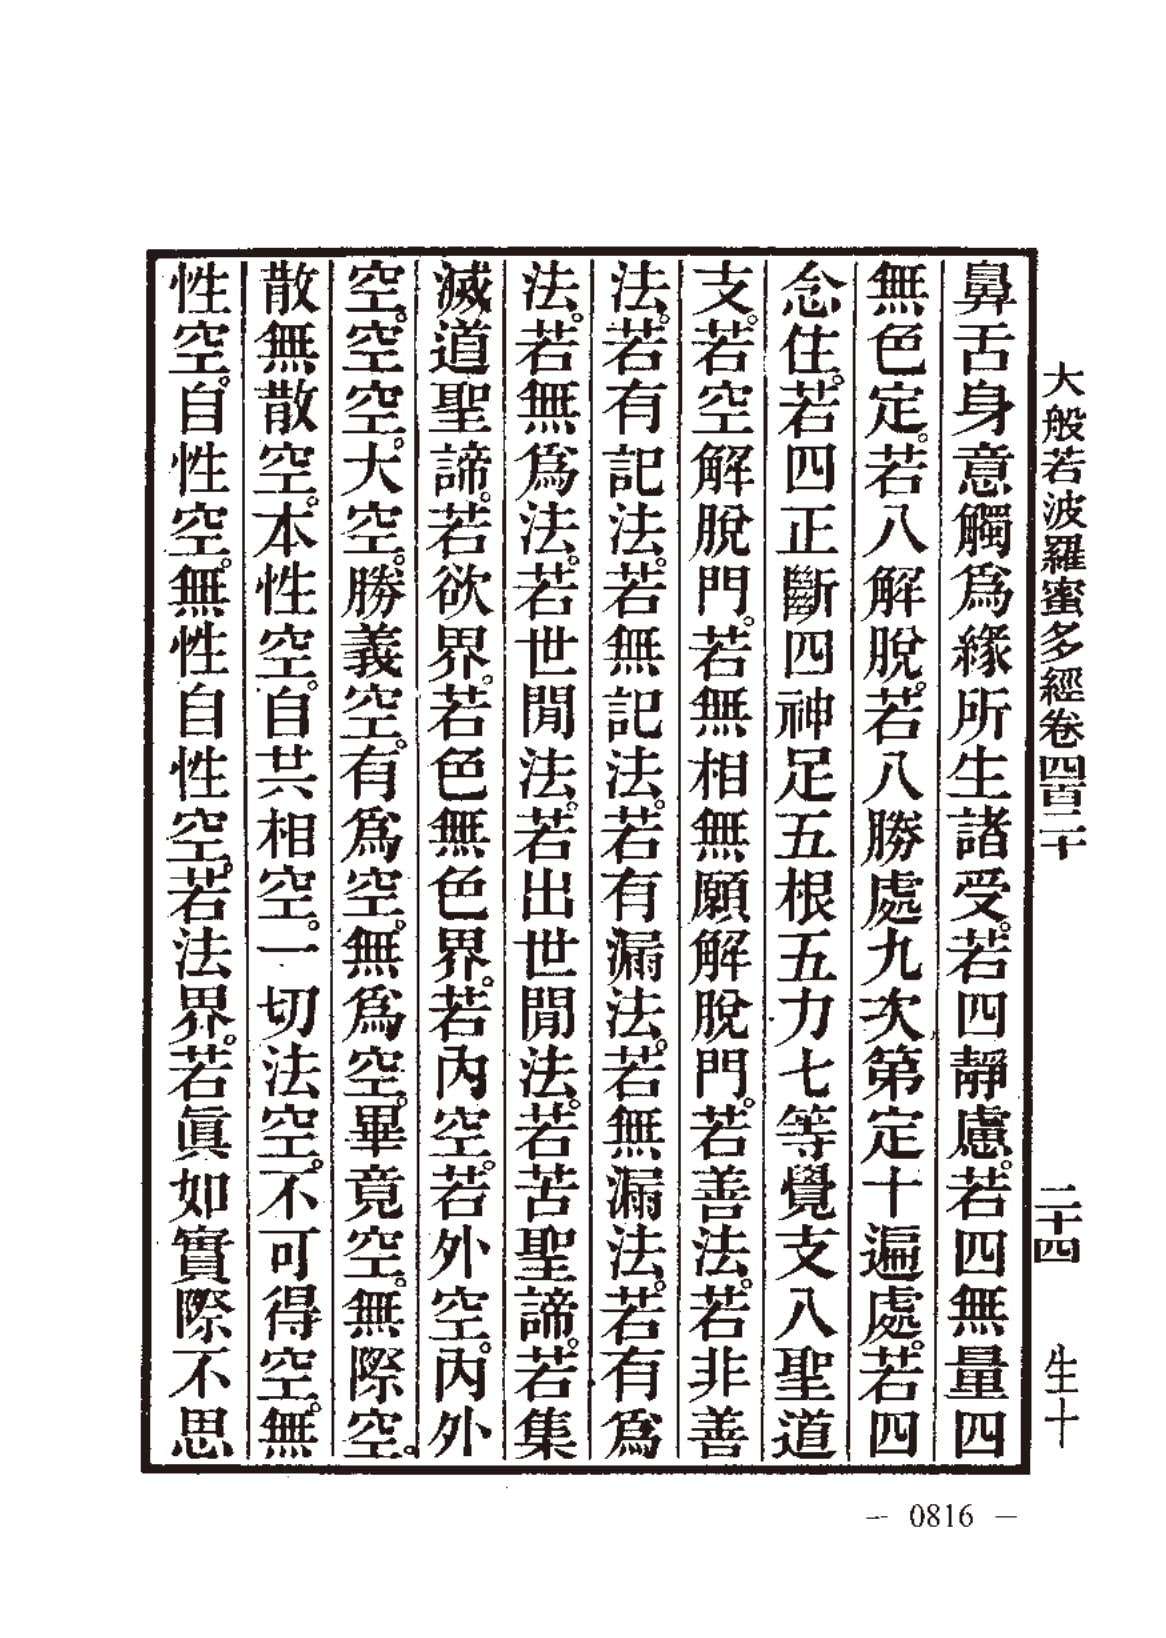 大般若波羅蜜多經卷四百二十　二十四　生十
鼻舌身意觸爲緣所生諸受。若四靜慮。若四無量四
無色定。若八解脫。若八勝處九次第定十遍處。若四
念住。若四正斷四神足五根五力七等覺支八聖道
支。若空解脫門。若無相無願解脫門。若善法。若非善
法。若有記法。若無記法。若有漏法。若無漏法。若有爲
法。若無爲法。若世閒法。若出世閒法。若苦聖諦。若集
滅道聖諦。若欲界。若色無色界。若內空。若外空。內外
空。空空。大空。勝義空。有爲空。無爲空。畢竟空。無際空。
散無散空。本性空。自共相空。一切法空。不可得空。無
性空。自性空。無性自性空。若法界。若眞如實際不思
— 0816 —